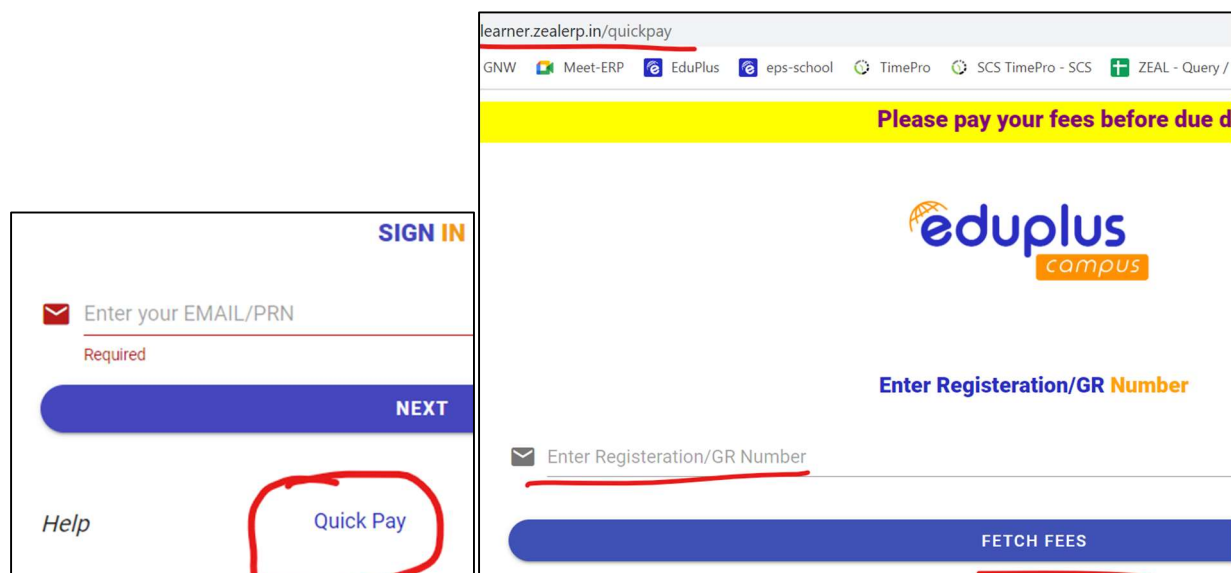 SIGN IN
Enter your EMAIL/PRN
Required
NEXT
Help
Quick Pay
learner.zealerp.in/quickpay
GNW Meet-ERP EduPlus eps-school TimePro SCS TimePro - SCS ZEAL - Query /
Please pay your fees before due d
eduplus
campus
Enter Registeration/GR Number
Enter Registeration/GR Number
FETCH FEES